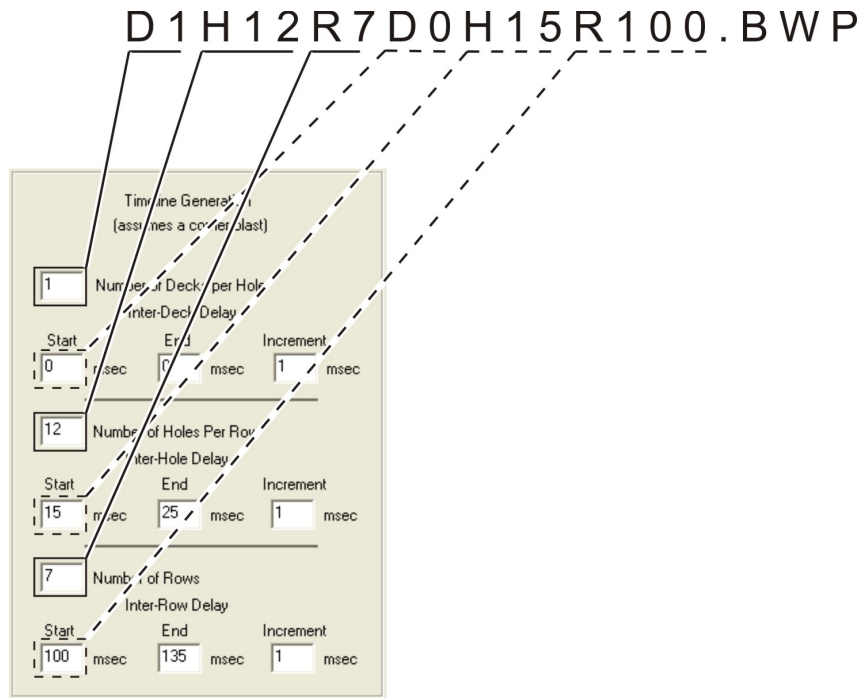 D1H12R7D0H15R100.BWP
Timeline Generation
(assumes a corner blast)
1 Number of Decks per Hole
Inter-Deck Delay
Start End Increment
0 msec 0 msec 1 msec
12 Number of Holes Per Row
Inter-Hole Delay
Start End Increment
15 msec 25 msec 1 msec
7 Number of Rows
Inter-Row Delay
Start End Increment
100 msec 135 msec 1 msec